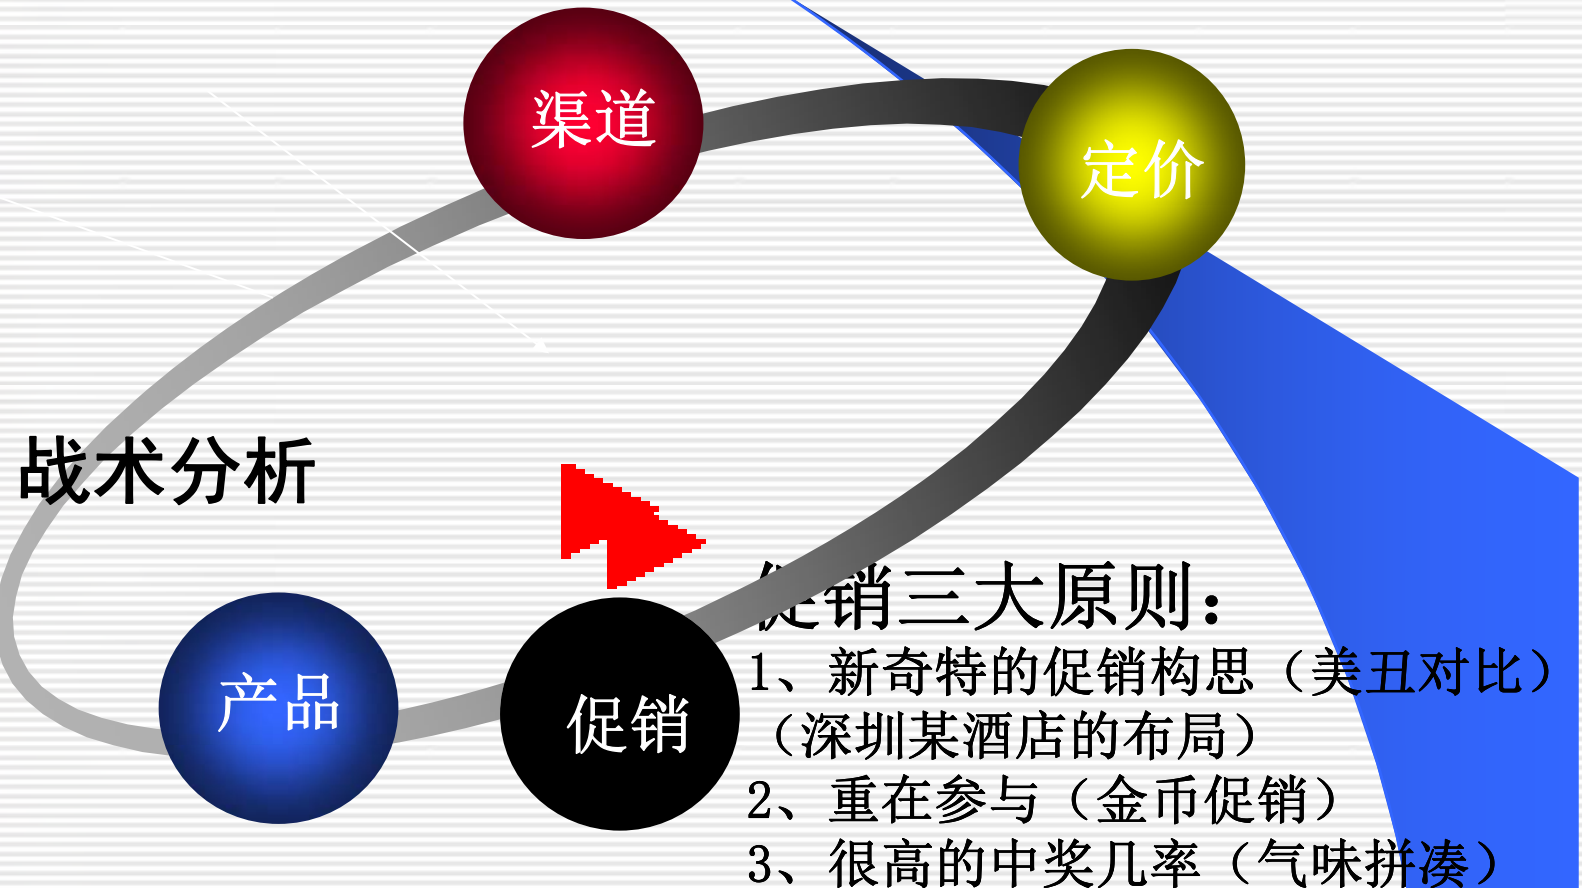 渠道
定价
战术分析
产品
促销
促销三大原则：
1、新奇特的促销构思（美丑对比）
（深圳某酒店的布局）
2、重在参与（金币促销）
3、很高的中奖几率（气味拼凑）